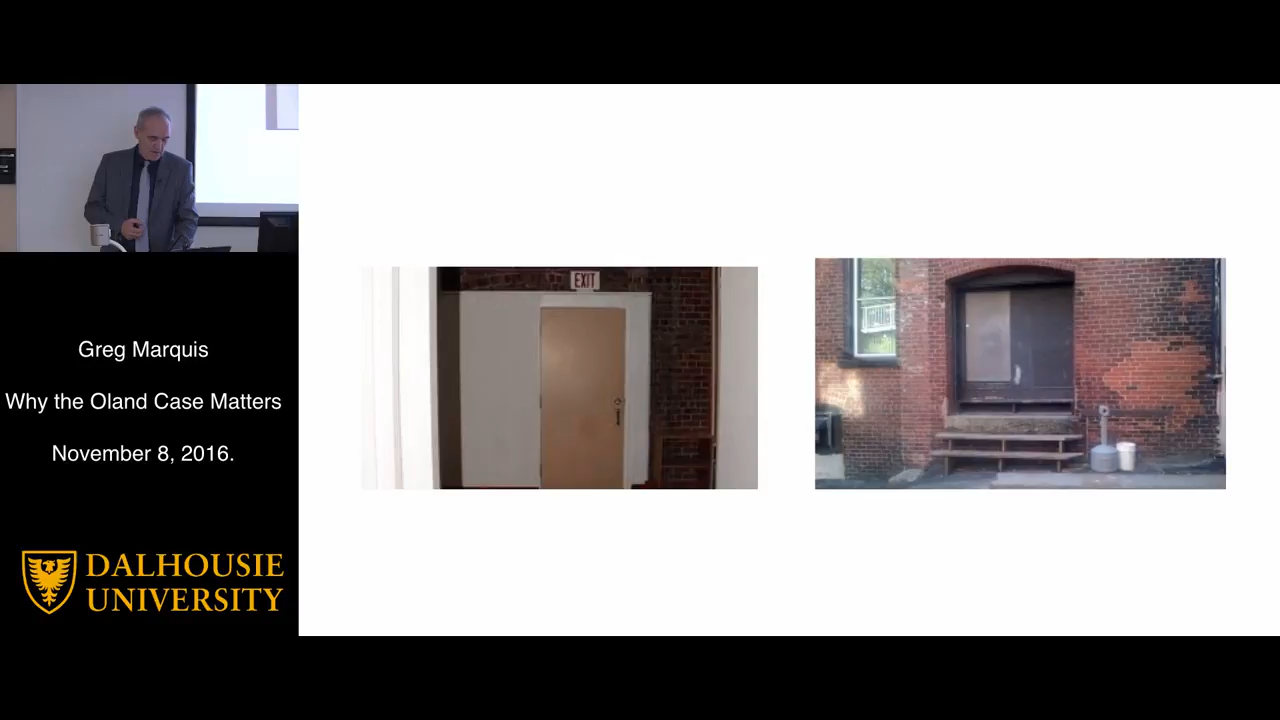 Greg Marquis
Why the Oland Case Matters
November 8, 2016.
DALHOUSIE
UNIVERSITY
EXIT